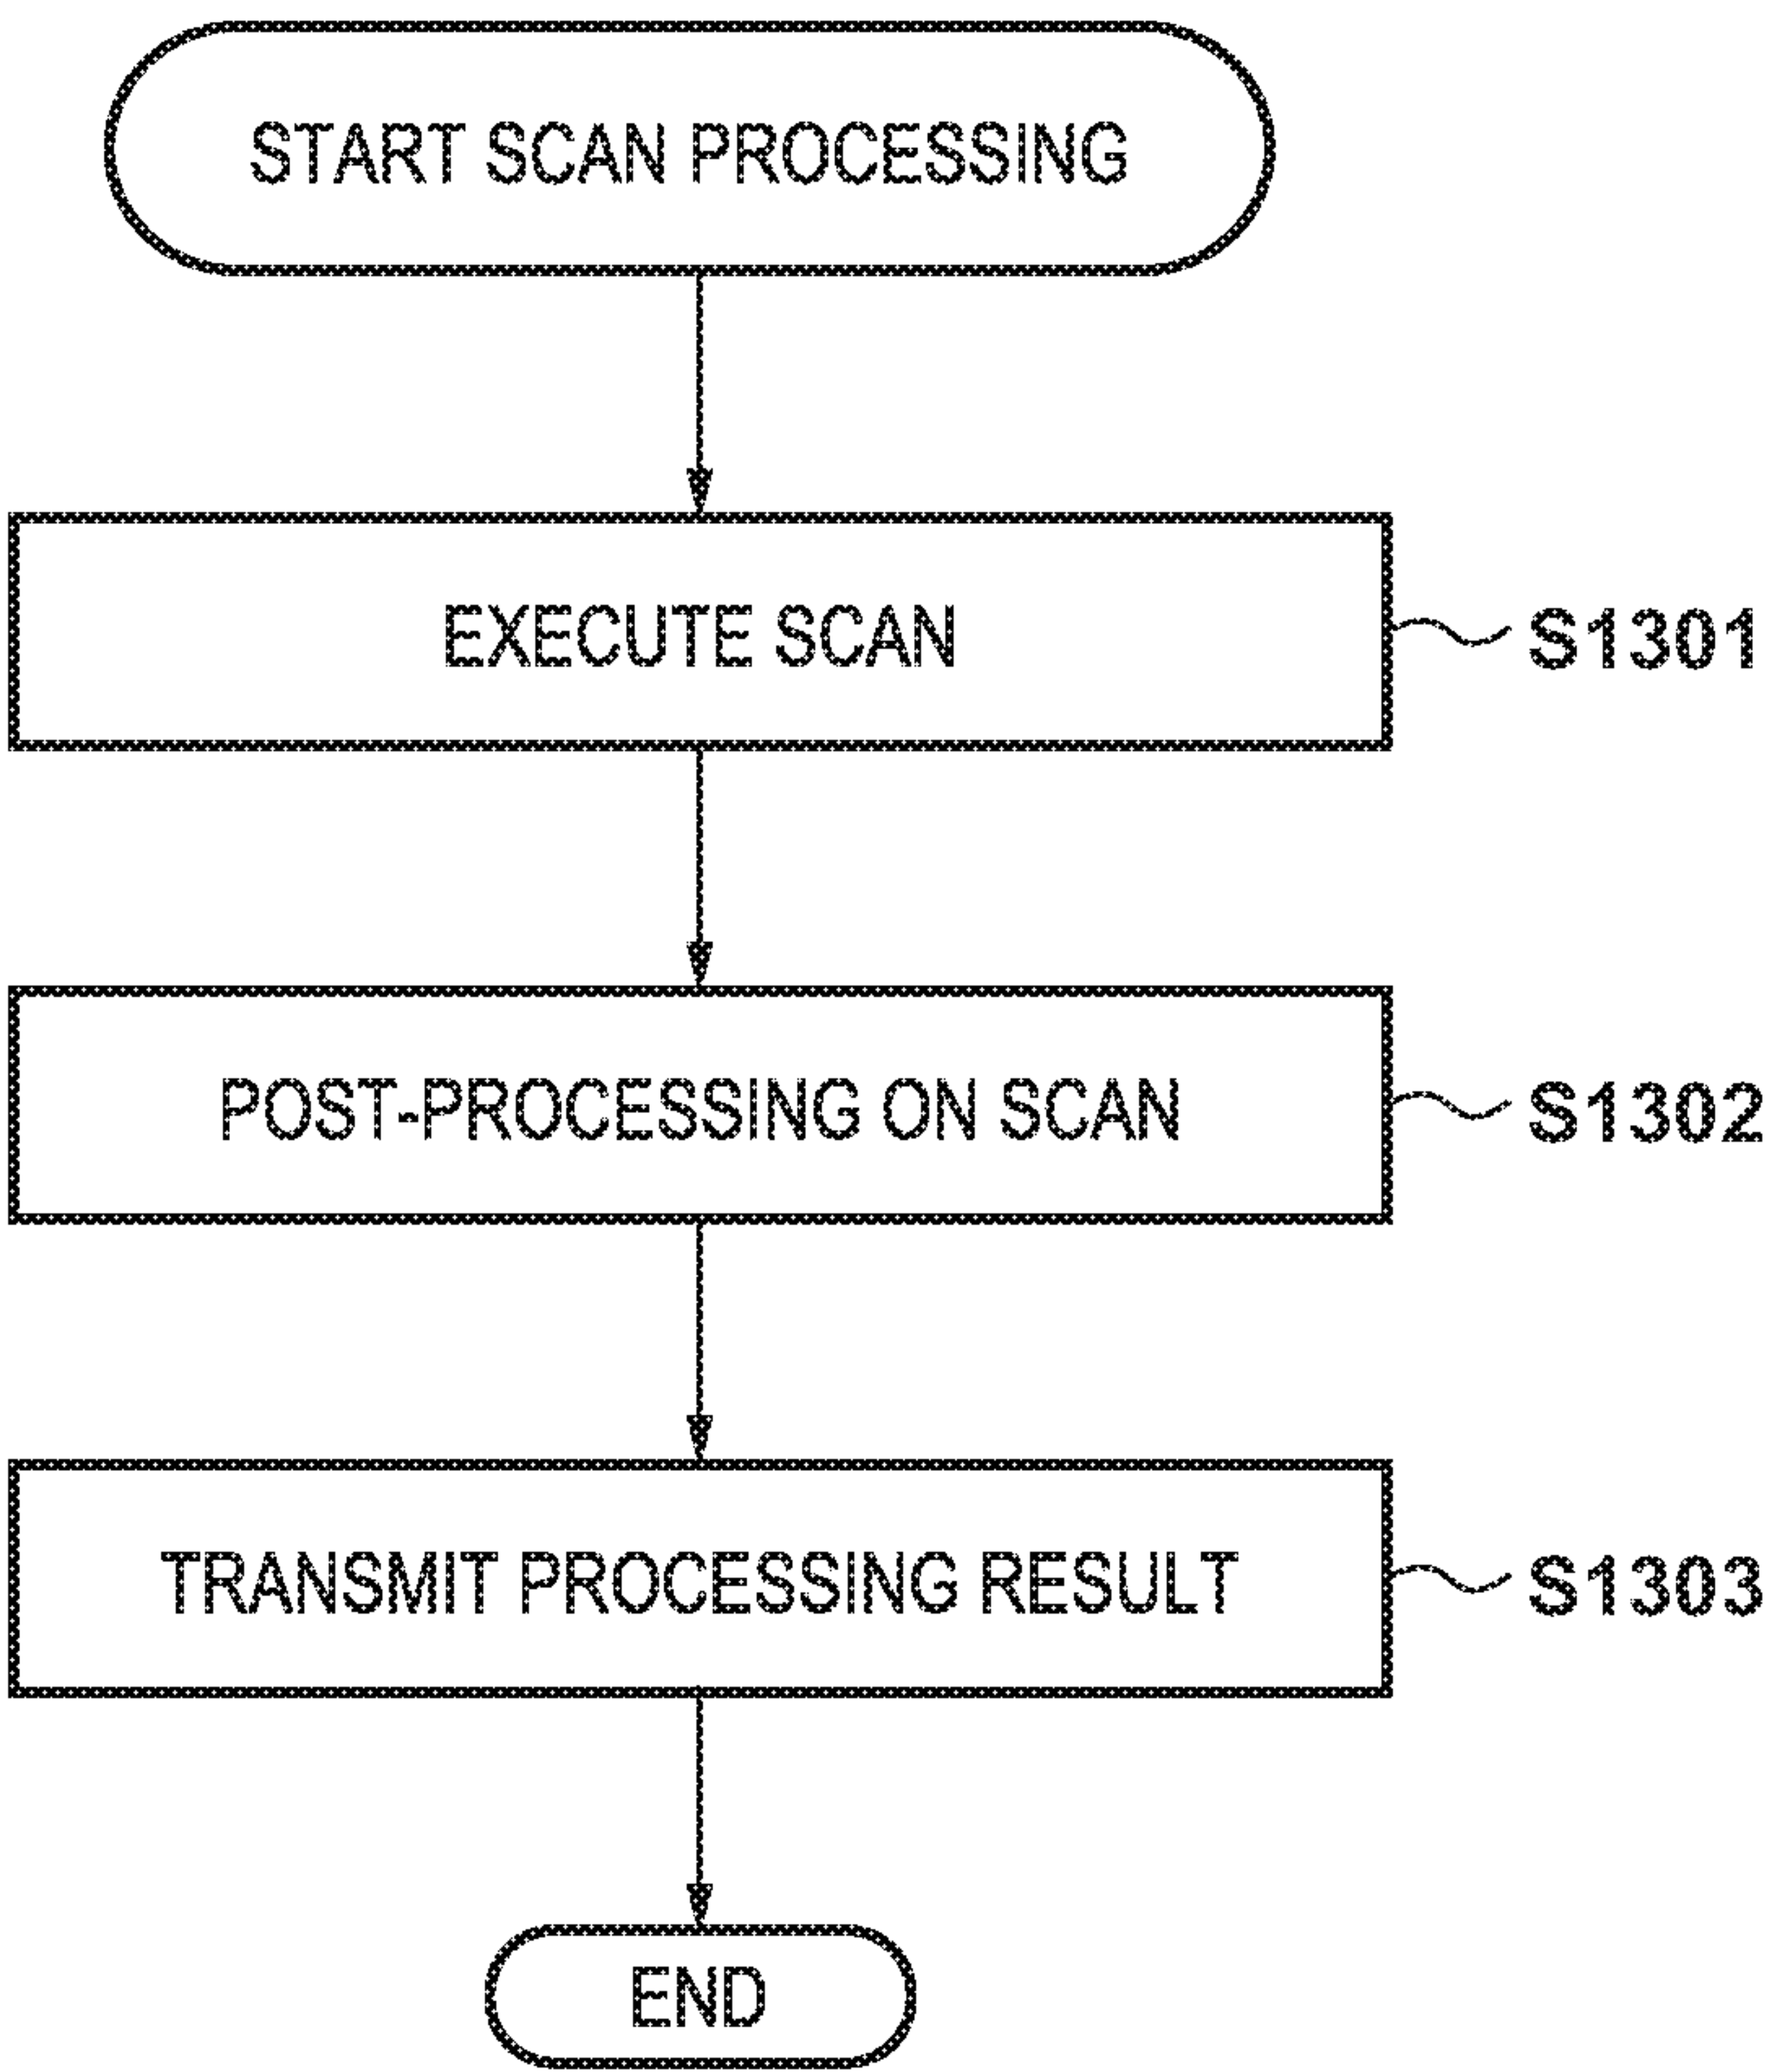 START SCAN PROCESSING
EXECUTE SCAN
S1301
POST-PROCESSING ON SCAN
S1302
TRANSMIT PROCESSING RESULT
S1303
END